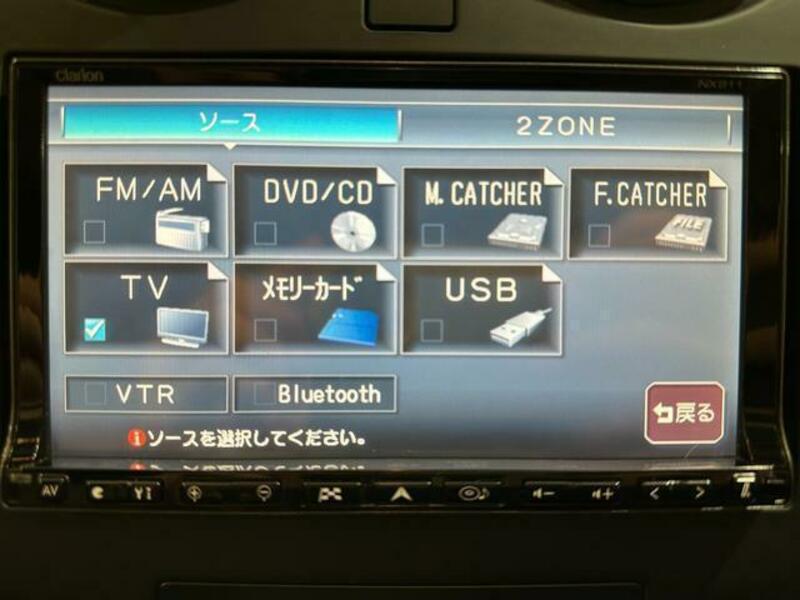 clarion NX811
ソース 2ZONE
FM/AM DVD/CD M.CATCHER F.CATCHER
FILE
TV メモリーカード USB
VTR Bluetooth
戻る
ソースを選択してください。
AV